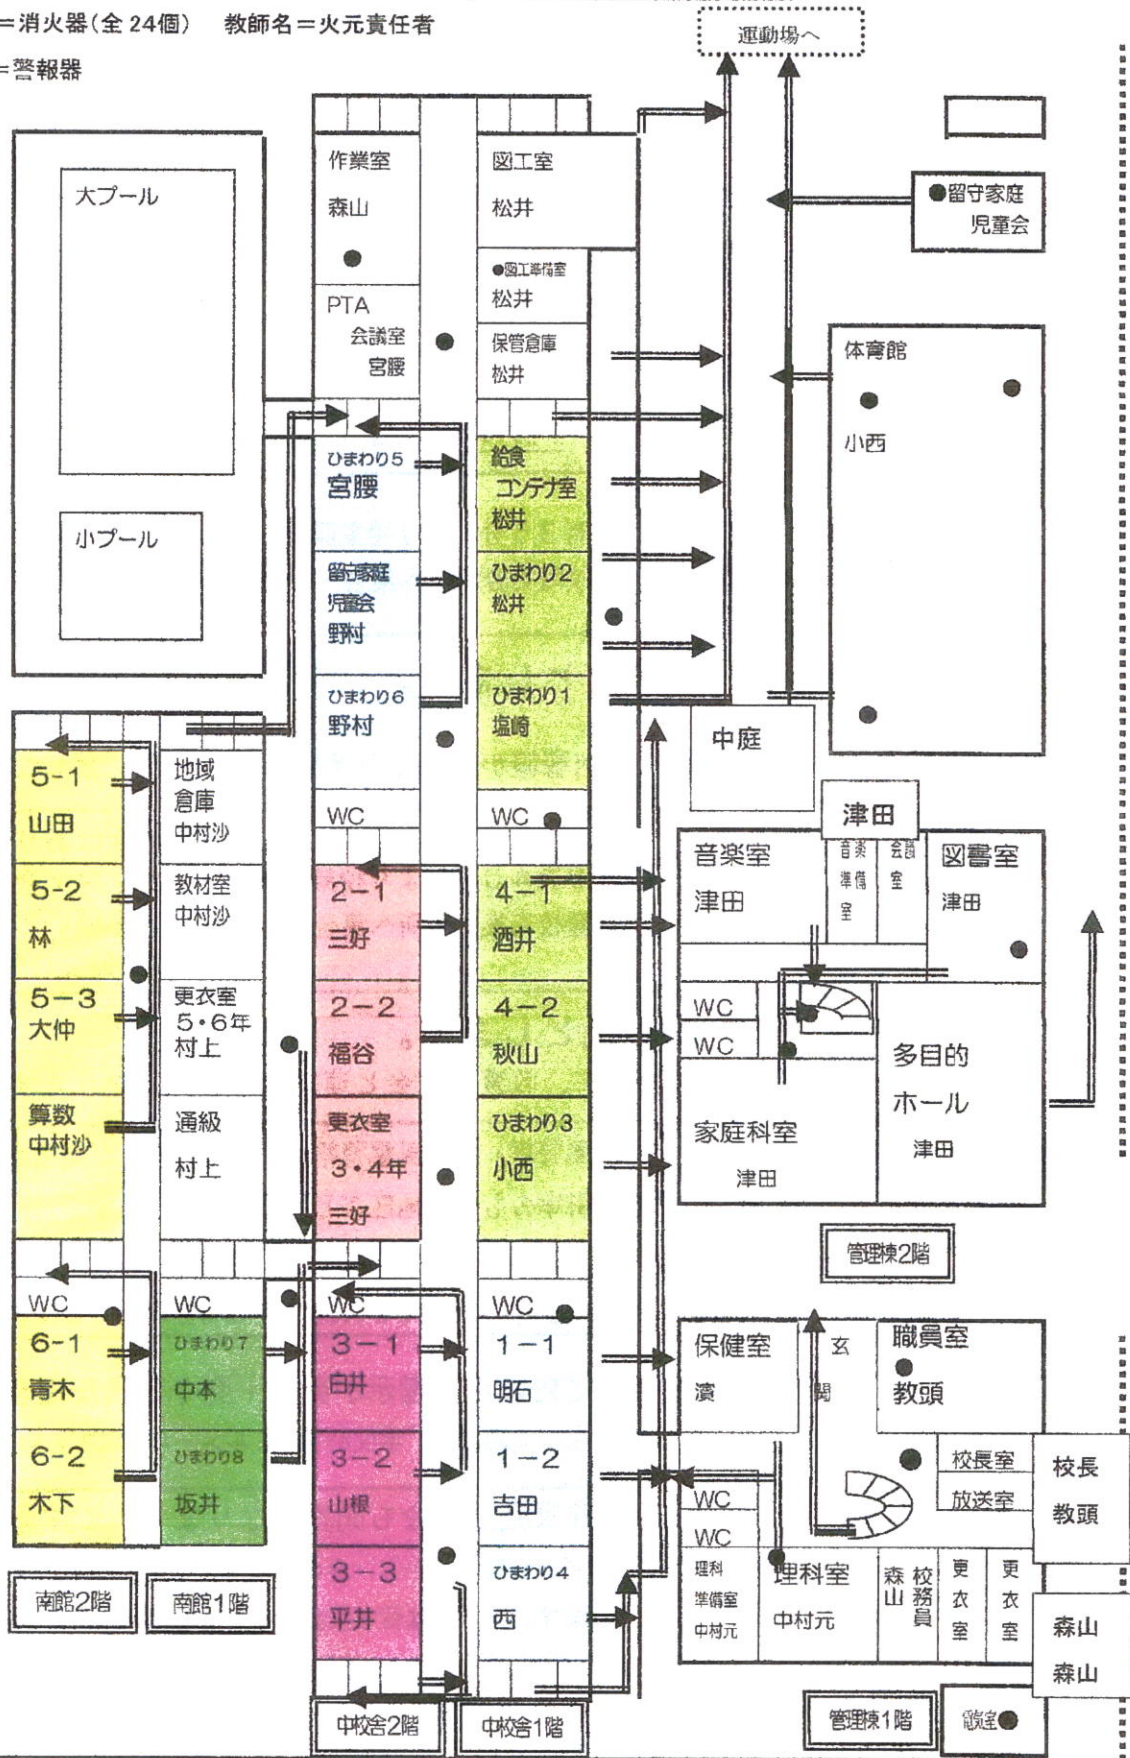 ＝消火器(全24個)　教師名＝火元責任者
＝警報器
運動場へ
大プール
小プール
作業室
森山
PTA
会議室
宮腰
図工室
松井
●図工準備室
松井
保管倉庫
松井
●留守家庭
児童会
体育館
小西
ひまわり5
宮腰
留守家庭
児童会
野村
ひまわり6
野村
WC
給食
コンテナ室
松井
ひまわり2
松井
ひまわり1
塩崎
WC
中庭
5-1
山田
5-2
林
5-3
大仲
算数
中村沙
WC
6-1
青木
6-2
木下
南館2階
地域
倉庫
中村沙
教材室
中村沙
更衣室
5・6年
村上
通級
村上
WC
ひまわり7
中本
ひまわり8
坂井
南館1階
2-1
三好
2-2
福谷
更衣室
3・4年
三好
WC
3-1
白井
3-2
山根
3-3
平井
中校舎2階
4-1
酒井
4-2
秋山
ひまわり3
小西
WC
1-1
明石
1-2
吉田
ひまわり4
西
中校舎1階
津田
音楽室
津田
音楽
準備
室
会議
室
図書室
津田
WC
WC
多目的
ホール
津田
家庭科室
津田
管理棟2階
保健室
濱
玄
関
職員室
教頭
校長室
放送室
校長
教頭
WC
WC
理科
準備室
中村元
理科室
中村元
校務員
森山
更衣室
更衣室
森山
森山
管理棟1階